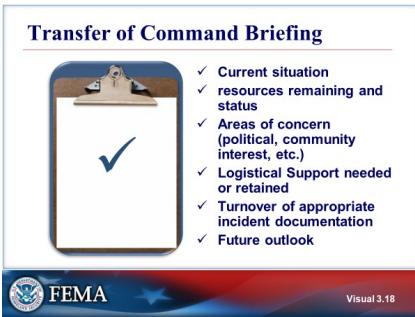 Transfer of Command Briefing
✓ Current situation
✓ resources remaining and
status
✓ Areas of concern
(political, community
interest, etc.)
✓ Logistical Support needed
or retained
✓ Turnover of appropriate
incident documentation
✓ Future outlook
FEMA
Visual 3.18